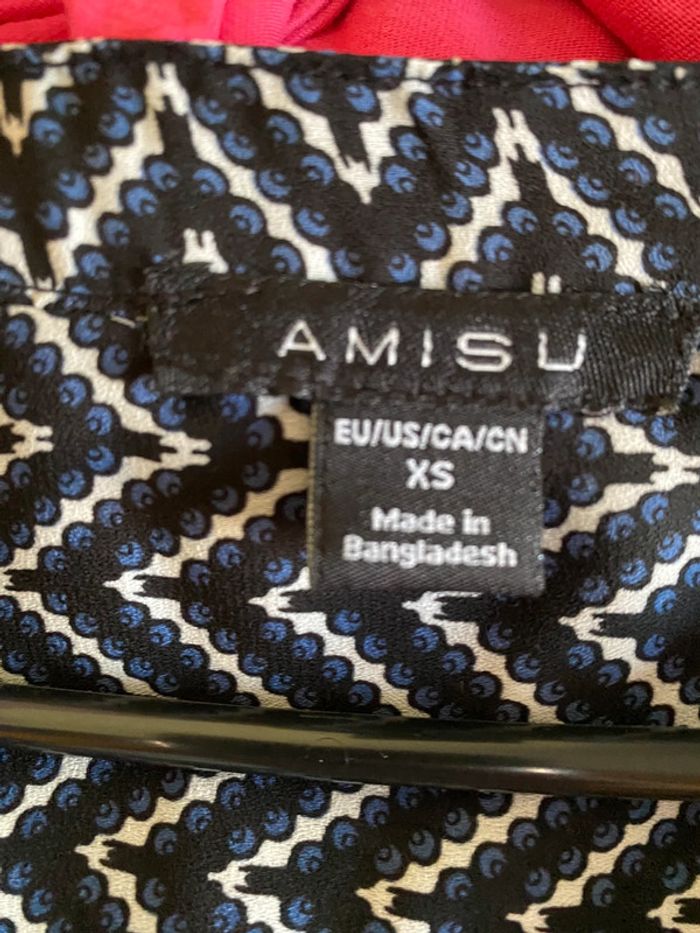 AMISU
EU/US/CA/CN
XS
Made in
Bangladesh